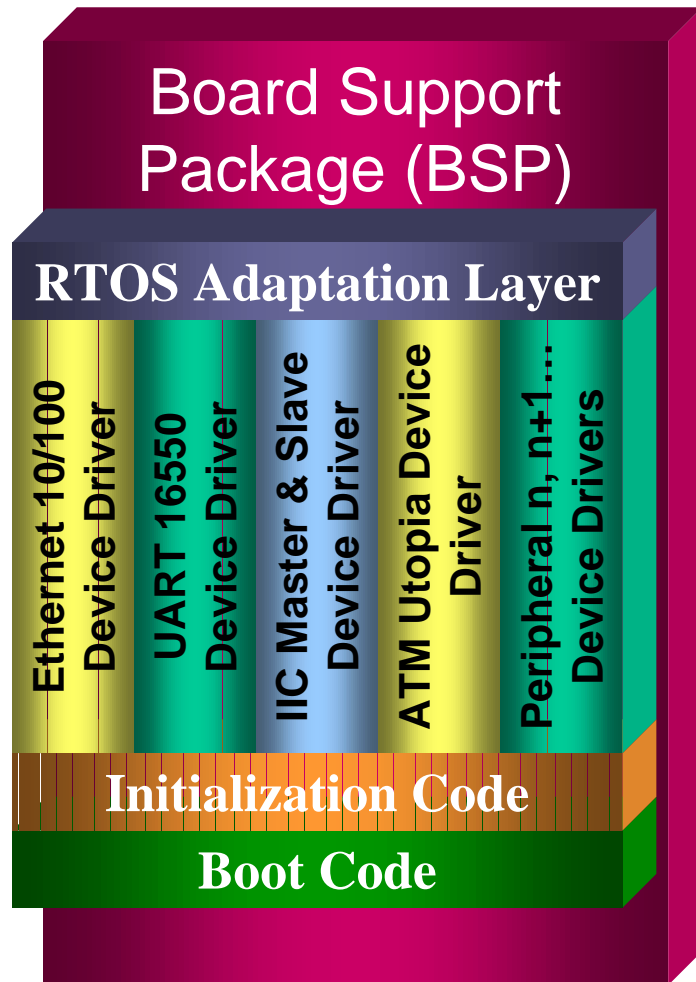 Board Support
Package (BSP)
RTOS Adaptation Layer
Ethernet 10/100
Device Driver
UART 16550
Device Driver
IIC Master & Slave
Device Driver
ATM Utopia Device
Driver
Peripheral n, n+1...
Device Drivers
Initialization Code
Boot Code